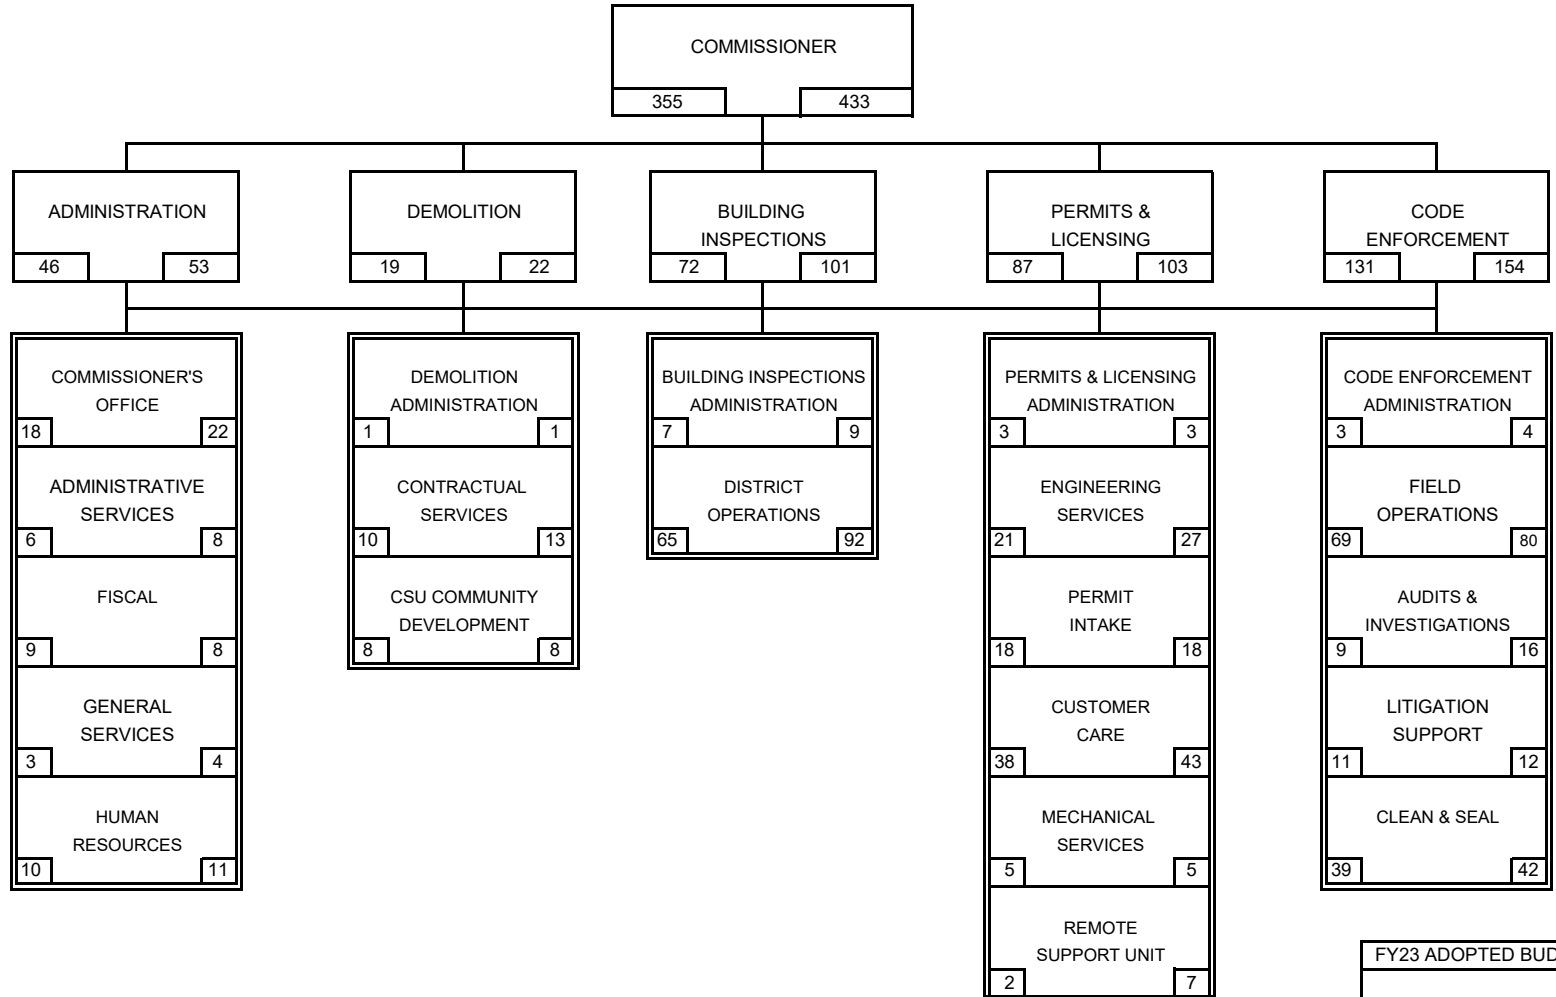 COMMISSIONER
355 433
ADMINISTRATION
46 53
DEMOLITION
19 22
BUILDING
INSPECTIONS
72 101
PERMITS &
LICENSING
87 103
CODE
ENFORCEMENT
131 154
COMMISSIONER'S
OFFICE
18 22
ADMINISTRATIVE
SERVICES
6 8
FISCAL
9 8
GENERAL
SERVICES
3 4
HUMAN
RESOURCES
10 11
DEMOLITION
ADMINISTRATION
1 1
CONTRACTUAL
SERVICES
10 13
CSU COMMUNITY
DEVELOPMENT
8 8
BUILDING INSPECTIONS
ADMINISTRATION
7 9
DISTRICT
OPERATIONS
65 92
PERMITS & LICENSING
ADMINISTRATION
3 3
ENGINEERING
SERVICES
21 27
PERMIT
INTAKE
18 18
CUSTOMER
CARE
38 43
MECHANICAL
SERVICES
5 5
REMOTE
SUPPORT UNIT
2 7
CODE ENFORCEMENT
ADMINISTRATION
3 4
FIELD
OPERATIONS
69 80
AUDITS &
INVESTIGATIONS
9 16
LITIGATION
SUPPORT
11 12
CLEAN & SEAL
39 42
FY23 ADOPTED BUD